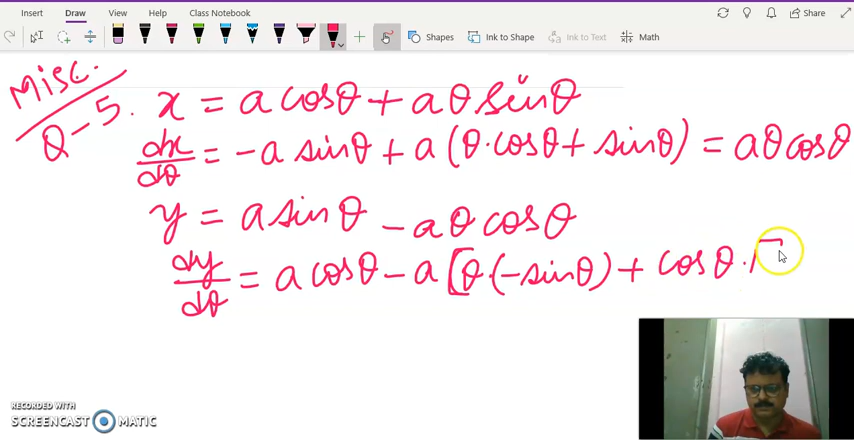 Insert Draw View Help Class Notebook Share
Shapes Ink to Shape Ink to Text Math
Misc.
Q-5. x = a cosθ + aθ sinθ
dx/dθ = -a sinθ + a (θ·cosθ + sinθ) = aθ cosθ
y = a sinθ - aθ cosθ
dy/dθ = a cosθ - a [θ·(-sinθ) + cosθ·1
RECORDED WITH
SCREENCAST MATIC